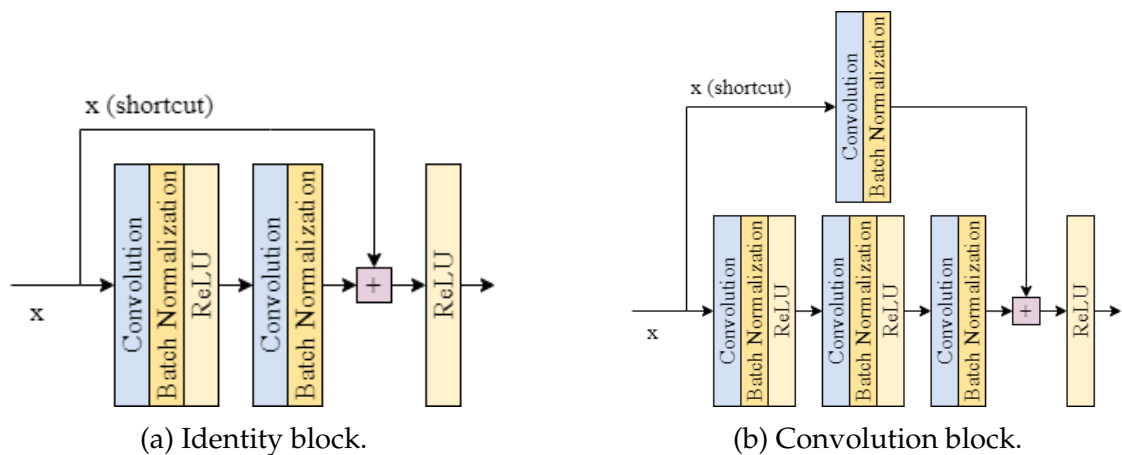 x (shortcut)
x
Convolution
Batch Normalization
ReLU
Convolution
Batch Normalization
+
ReLU
(a) Identity block.
x (shortcut)
Convolution
Batch Normalization
x
Convolution
Batch Normalization
ReLU
Convolution
Batch Normalization
ReLU
Convolution
Batch Normalization
+
ReLU
(b) Convolution block.